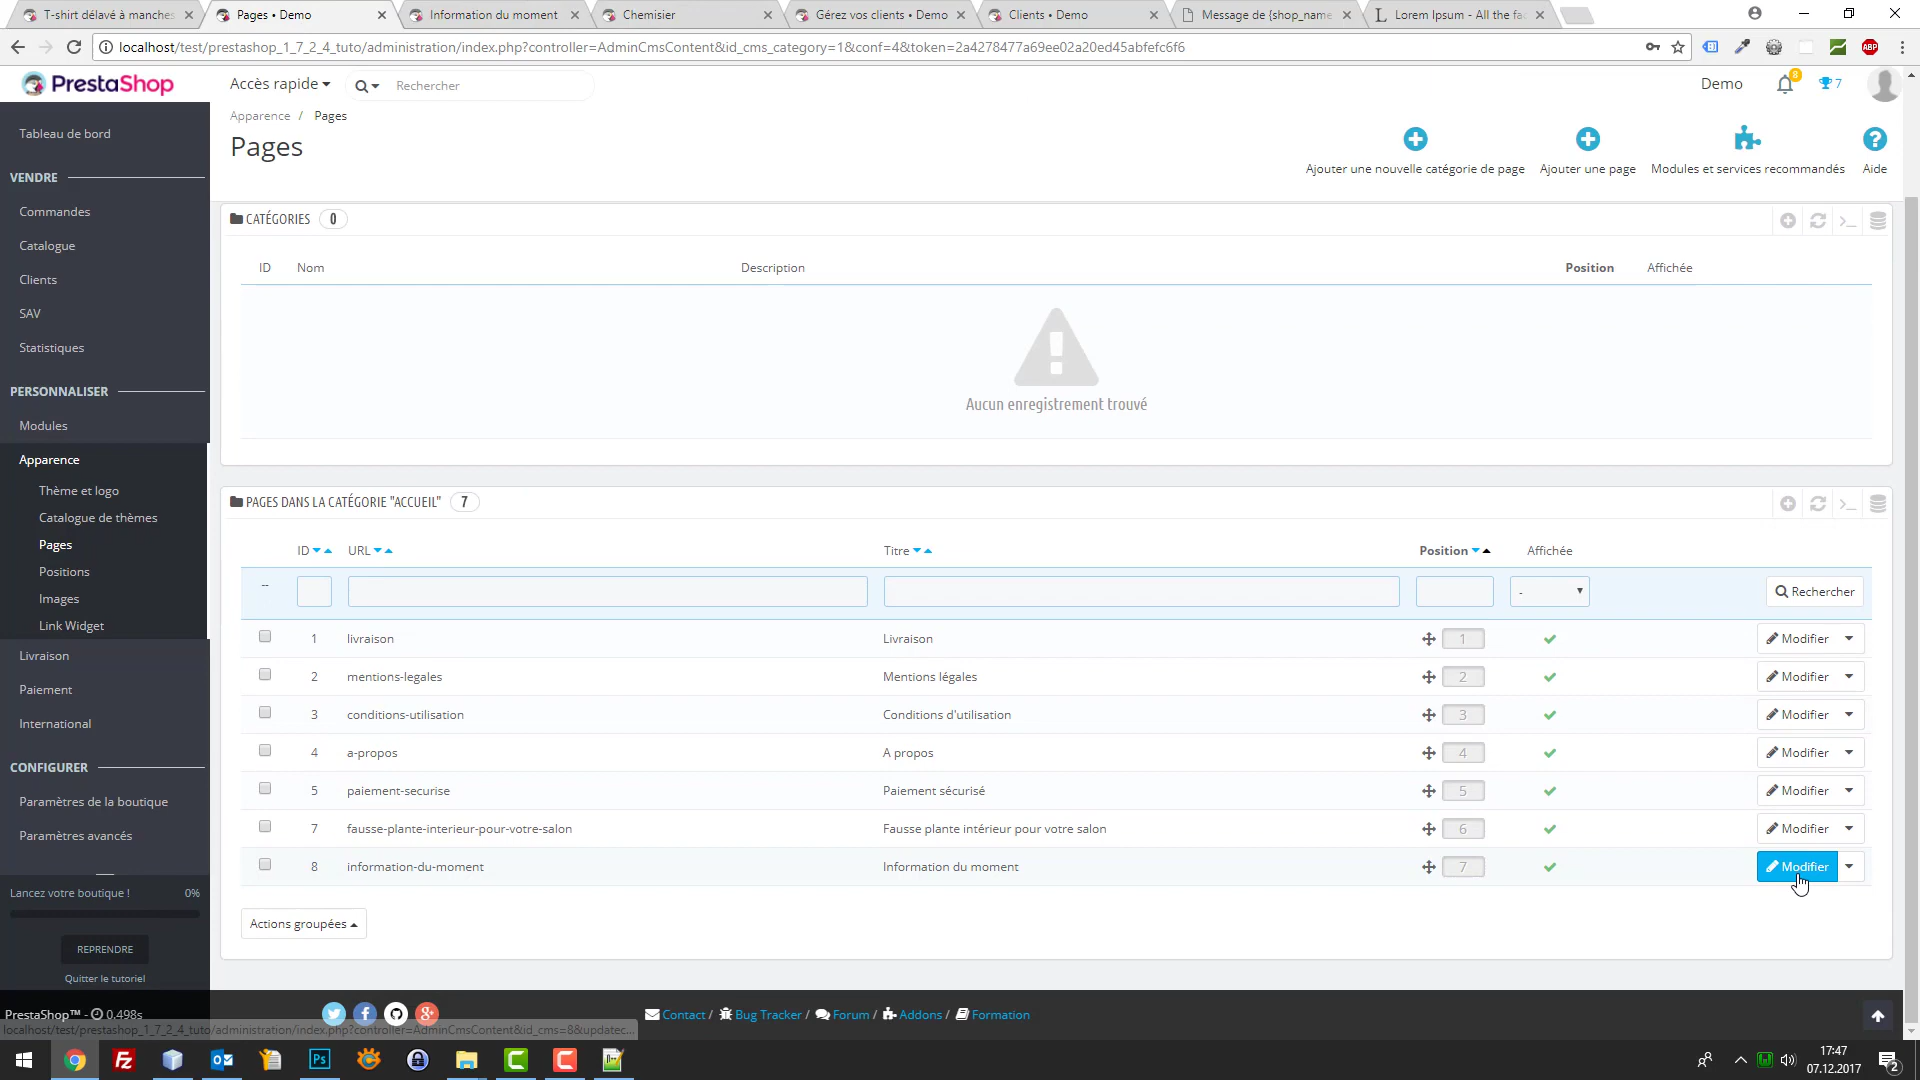 T-shirt délavé à manches
Pages • Demo
Information du moment
Chemisier
Gérez vos clients • Demo
Clients • Demo
Message de {shop_name
Lorem Ipsum - All the fa
localhost/test/prestashop_1_7_2_4_tuto/administration/index.php?controller=AdminCmsContent&id_cms_category=1&conf=4&token=2a4278477a69ee02a20ed45abfefc6f6
ABP
PrestaShop
Accès rapide
Rechercher
Demo
8
7
Apparence / Pages
Pages
Ajouter une nouvelle catégorie de page
Ajouter une page
Modules et services recommandés
Aide
Tableau de bord
VENDRE
Commandes
Catalogue
Clients
SAV
Statistiques
PERSONNALISER
Modules
Apparence
Thème et logo
Catalogue de thèmes
Pages
Positions
Images
Link Widget
Livraison
Paiement
International
CONFIGURER
Paramètres de la boutique
Paramètres avancés
Lancez votre boutique ! 0%
REPRENDRE
Quitter le tutoriel
PrestaShop™ - 0.498s
CATÉGORIES 0
ID Nom Description Position Affichée
Aucun enregistrement trouvé
PAGES DANS LA CATÉGORIE "ACCUEIL" 7
ID URL Titre Position Affichée
-- - Rechercher
1 livraison Livraison 1 Modifier
2 mentions-legales Mentions légales 2 Modifier
3 conditions-utilisation Conditions d'utilisation 3 Modifier
4 a-propos A propos 4 Modifier
5 paiement-securise Paiement sécurisé 5 Modifier
7 fausse-plante-interieur-pour-votre-salon Fausse plante intérieur pour votre salon 6 Modifier
8 information-du-moment Information du moment 7 Modifier
Actions groupées
Contact / Bug Tracker / Forum / Addons / Formation
localhost/test/prestashop_1_7_2_4_tuto/administration/index.php?controller=AdminCmsContent&id_cms=8&updatec...
17:47
07.12.2017
2